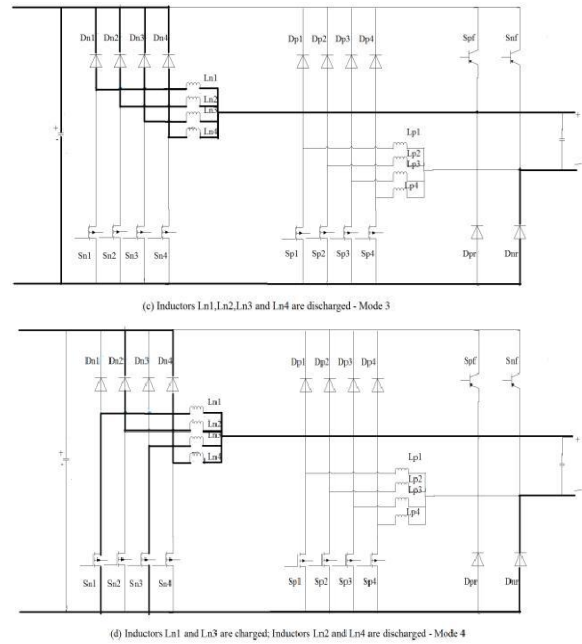 Dn1 Dn2 Dn3 Dn4 Dp1 Dp2 Dp3 Dp4 Spf Snf
Ln1
Ln2
Ln3
Ln4
+
-
+
Lp1
Lp2
Lp3
Lp4
Sn1 Sn2 Sn3 Sn4 Sp1 Sp2 Sp3 Sp4 Dpr Dnr
(c) Inductors Ln1,Ln2,Ln3 and Ln4 are discharged - Mode 3
Dn1 Dn2 Dn3 Dn4 Dp1 Dp2 Dp3 Dp4 Spf Snf
Ln1
Ln2
Ln3
Ln4
+
-
+
Lp1
Lp2
Lp3
Lp4
Sn1 Sn2 Sn3 Sn4 Sp1 Sp2 Sp3 Sp4 Dpr Dnr
(d) Inductors Ln1 and Ln3 are charged; Inductors Ln2 and Ln4 are discharged - Mode 4